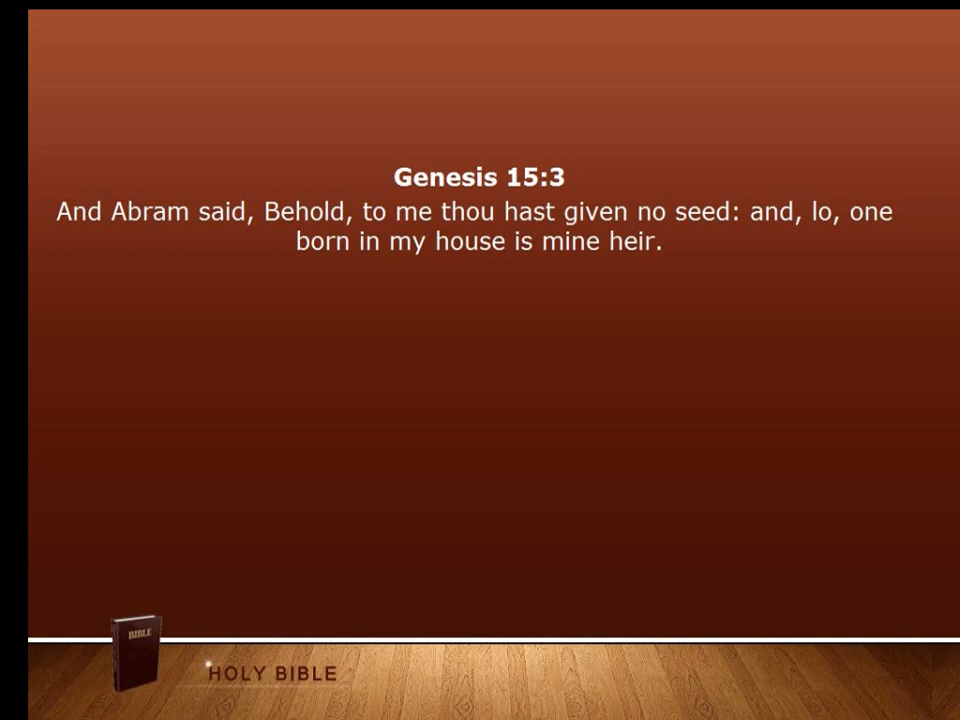 Genesis 15:3
And Abram said, Behold, to me thou hast given no seed: and, lo, one
born in my house is mine heir.
BIBLE
HOLY BIBLE